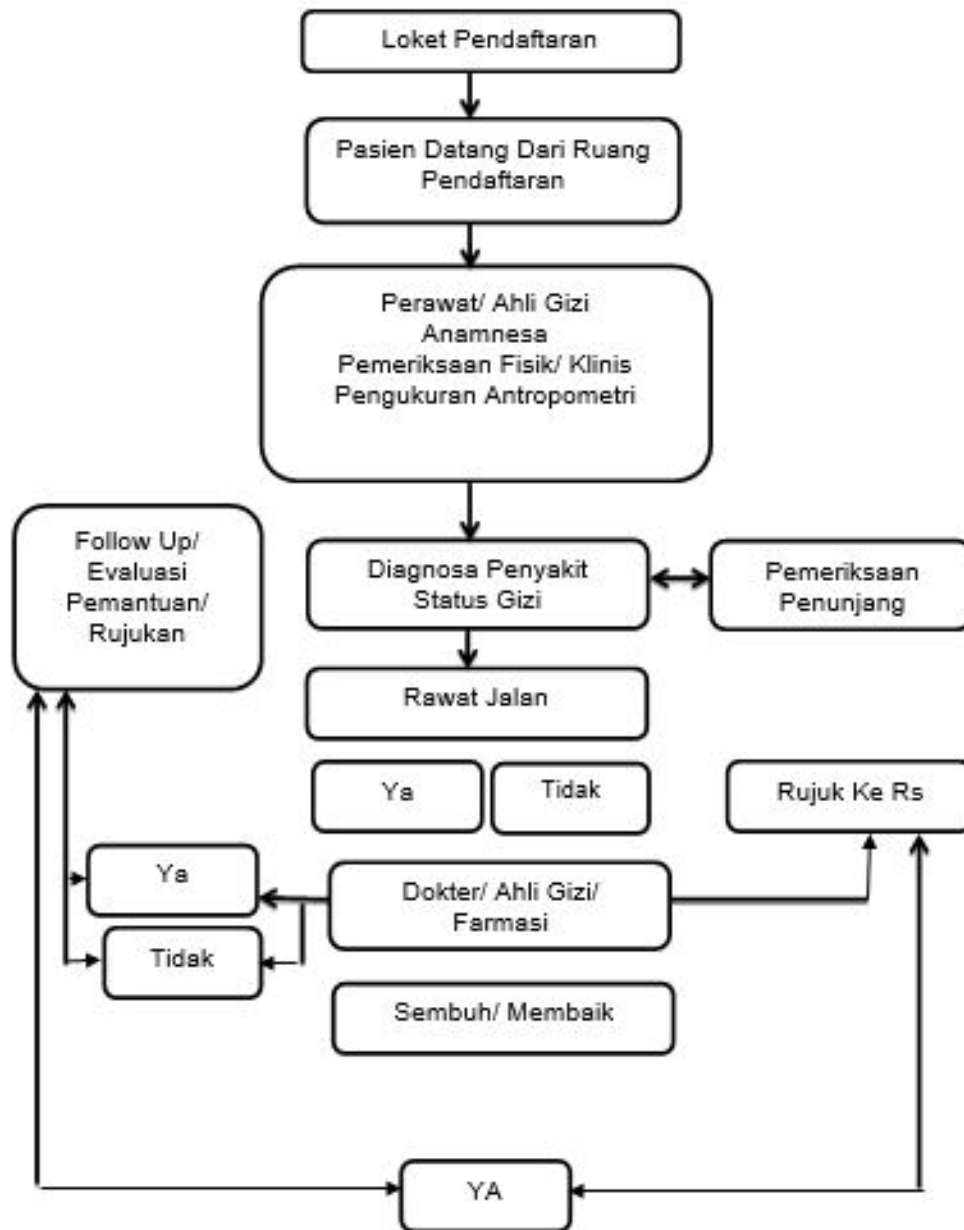 Loket Pendaftaran
Pasien Datang Dari Ruang
Pendaftaran
Perawat/ Ahli Gizi
Anamnesa
Pemeriksaan Fisik/ Klinis
Pengukuran Antropometri
Follow Up/
Evaluasi
Pemantuan/
Rujukan
Diagnosa Penyakit
Status Gizi
Pemeriksaan
Penunjang
Rawat Jalan
Ya
Tidak
Rujuk Ke Rs
Ya
Tidak
Dokter/ Ahli Gizi/
Farmasi
Sembuh/ Membaik
YA